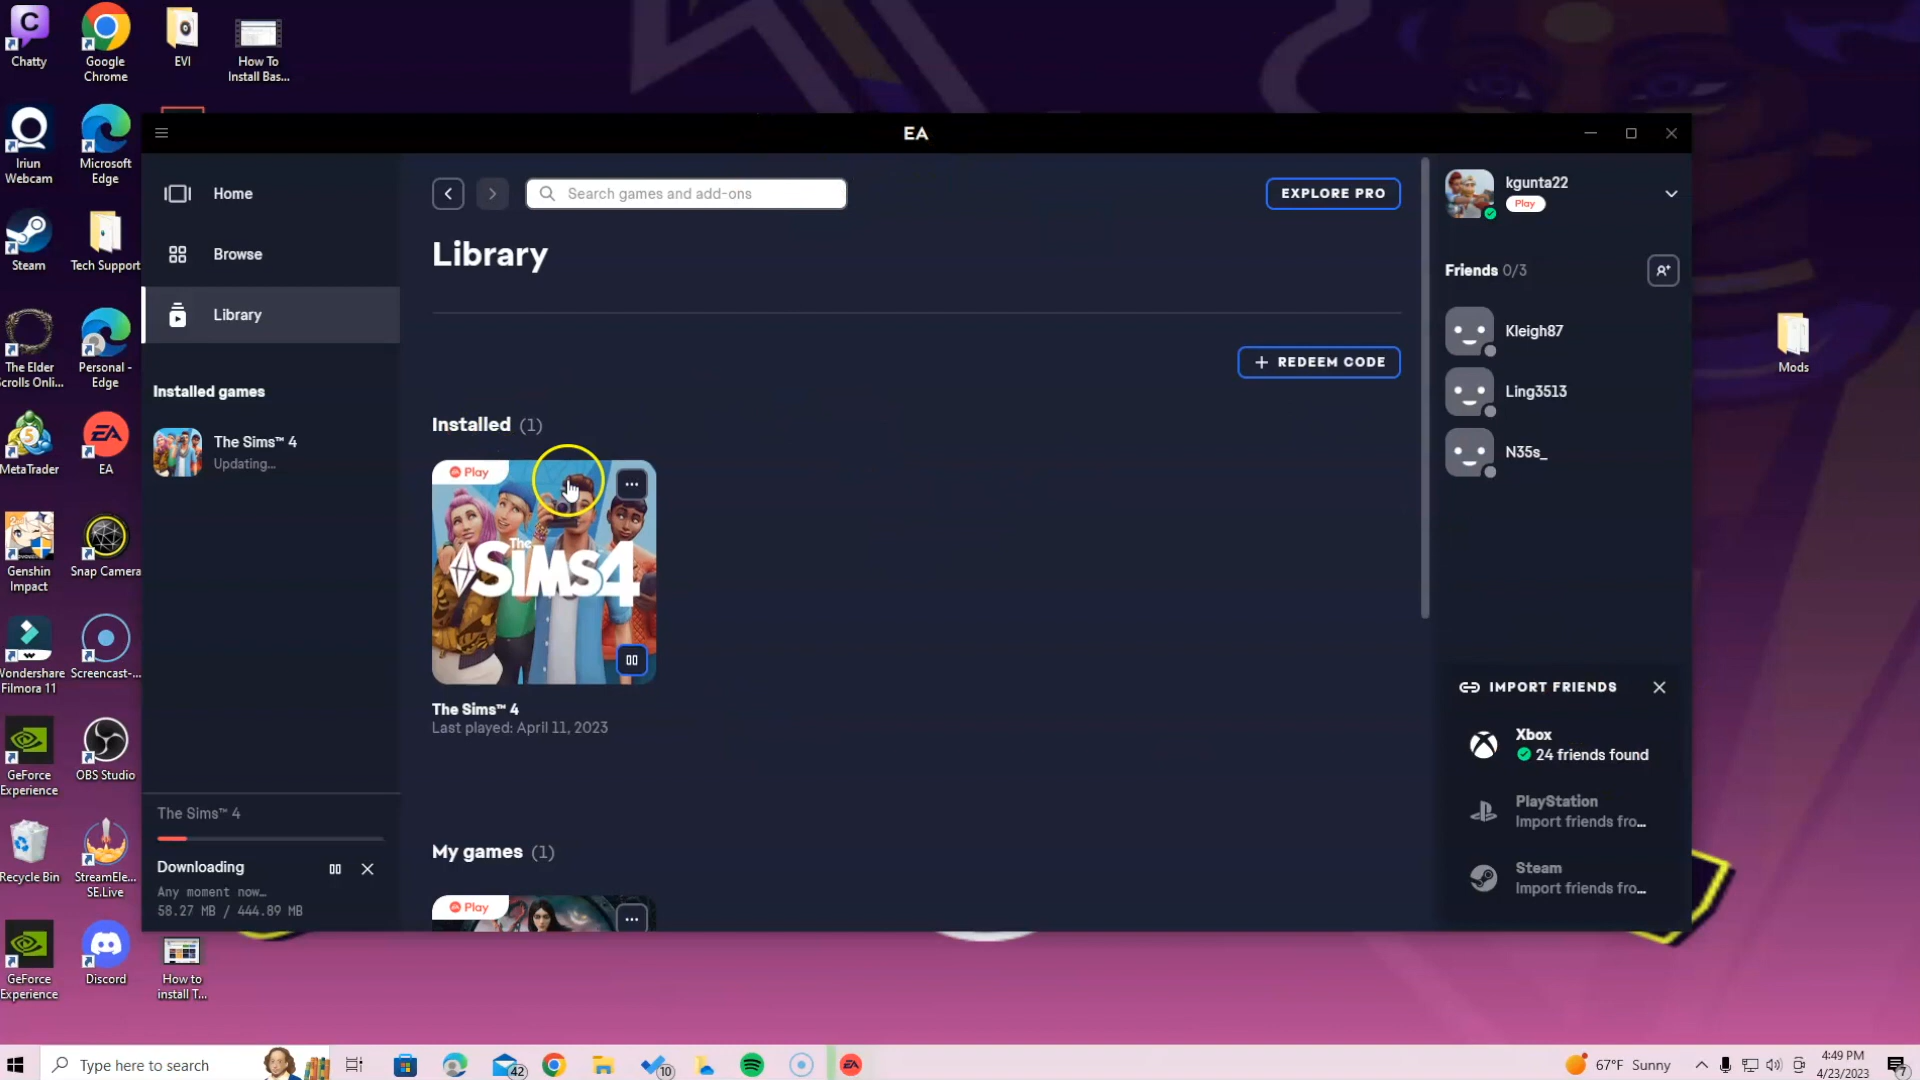 Chatty
Google
Chrome
EVI
How To
Install Bas...
Iriun
Webcam
Microsoft
Edge
Steam
Tech Support
The Elder
Scrolls Onli...
Personal -
Edge
MetaTrader
EA
Genshin
Impact
Snap Camera
Wondershare
Filmora 11
Screencast-...
GeForce
Experience
OBS Studio
Recycle Bin
StreamEle...
SE.Live
GeForce
Experience
Discord
How to
install T...
Mods
EA
Home
Browse
Library
Installed games
The Sims™ 4
Updating...
The Sims™ 4
Downloading
Any moment now…
58.27 MB / 444.89 MB
Search games and add-ons
EXPLORE PRO
Library
REDEEM CODE
Installed (1)
Play
The
SIMS4
The Sims™ 4
Last played: April 11, 2023
My games (1)
Play
kgunta22
Play
Friends 0/3
Kleigh87
Ling3513
N35s_
IMPORT FRIENDS
Xbox
24 friends found
PlayStation
Import friends fro...
Steam
Import friends fro...
Type here to search
42
10
EA
67°F Sunny
4:49 PM
4/23/2023
7